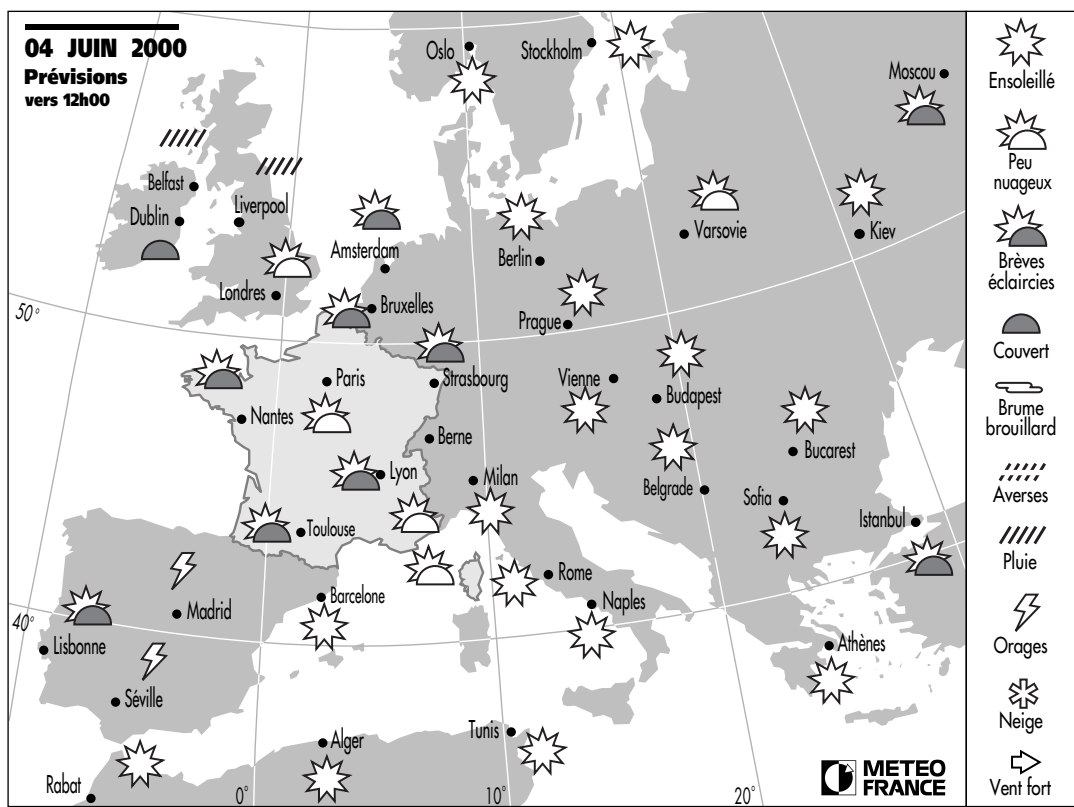 04 JUIN 2000
Prévisions
vers 12h00
Oslo
Stockholm
Moscou
Belfast
Dublin
Liverpool
Amsterdam
Londres
Bruxelles
Berlin
Varsovie
Kiev
Prague
50°
Paris
Strasbourg
Vienne
Budapest
Nantes
Berne
Bucarest
Lyon
Milan
Belgrade
Sofia
Istanbul
Toulouse
Rome
Barcelone
Naples
Madrid
40°
Lisbonne
Athènes
Séville
Tunis
Alger
Rabat
0°
10°
20°
METEO
FRANCE
Ensoleillé
Peu
nuageux
Brèves
éclaircies
Couvert
Brume
brouillard
Averses
Pluie
Orages
Neige
Vent fort